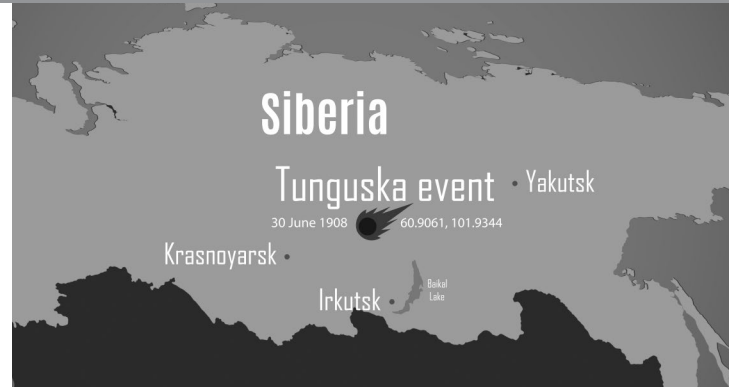 Siberia
Tunguska event
Yakutsk
30 June 1908
60.9061, 101.9344
Krasnoyarsk
Baikal
Lake
Irkutsk